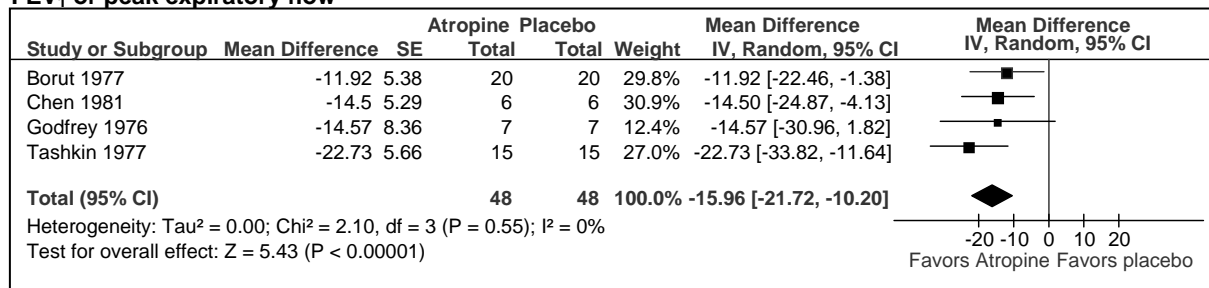 FEV₁ or peak expiratory flow
Atropine Placebo Mean Difference Mean Difference
Study or Subgroup Mean Difference SE Total Total Weight IV, Random, 95% CI IV, Random, 95% CI
Borut 1977 -11.92 5.38 20 20 29.8% -11.92 [-22.46, -1.38]
Chen 1981 -14.5 5.29 6 6 30.9% -14.50 [-24.87, -4.13]
Godfrey 1976 -14.57 8.36 7 7 12.4% -14.57 [-30.96, 1.82]
Tashkin 1977 -22.73 5.66 15 15 27.0% -22.73 [-33.82, -11.64]
Total (95% CI) 48 48 100.0% -15.96 [-21.72, -10.20]
Heterogeneity: Tau² = 0.00; Chi² = 2.10, df = 3 (P = 0.55); I² = 0%
Test for overall effect: Z = 5.43 (P < 0.00001)
-20 -10 0 10 20
Favors Atropine Favors placebo